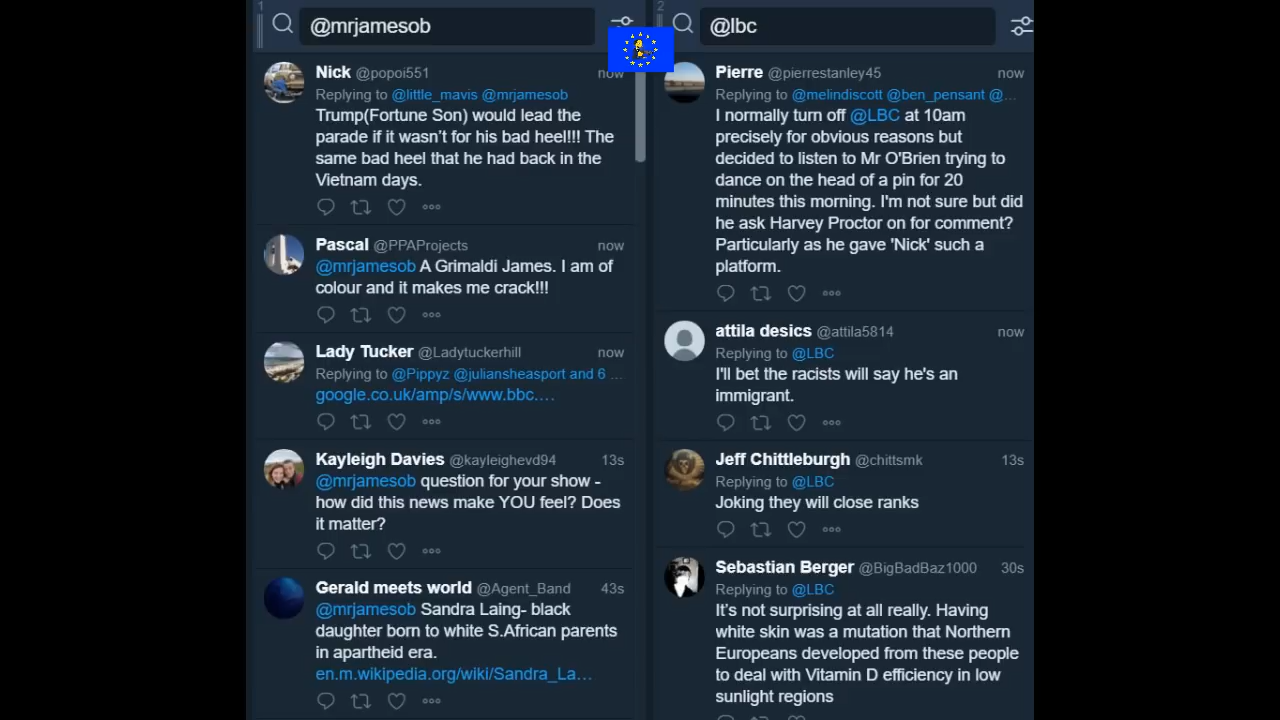 1
@mrjamesob
Nick @popoi551 now
Replying to @little_mavis @mrjamesob
Trump(Fortune Son) would lead the
parade if it wasn't for his bad heel!!! The
same bad heel that he had back in the
Vietnam days.
Pascal @PPAProjects now
@mrjamesob A Grimaldi James. I am of
colour and it makes me crack!!!
Lady Tucker @Ladytuckerhill now
Replying to @Pippyz @juliansheasport and 6 ...
google.co.uk/amp/s/www.bbc.…
Kayleigh Davies @kayleighevd94 13s
@mrjamesob question for your show -
how did this news make YOU feel? Does
it matter?
Gerald meets world @Agent_Band 43s
@mrjamesob Sandra Laing- black
daughter born to white S.African parents
in apartheid era.
en.m.wikipedia.org/wiki/Sandra_La…
2
@lbc
Pierre @pierrestanley45 now
Replying to @melindiscott @ben_pensant @...
I normally turn off @LBC at 10am
precisely for obvious reasons but
decided to listen to Mr O'Brien trying to
dance on the head of a pin for 20
minutes this morning. I'm not sure but did
he ask Harvey Proctor on for comment?
Particularly as he gave 'Nick' such a
platform.
attila desics @attila5814 now
Replying to @LBC
I'll bet the racists will say he's an
immigrant.
Jeff Chittleburgh @chittsmk 13s
Replying to @LBC
Joking they will close ranks
Sebastian Berger @BigBadBaz1000 30s
Replying to @LBC
It's not surprising at all really. Having
white skin was a mutation that Northern
Europeans developed from these people
to deal with Vitamin D efficiency in low
sunlight regions